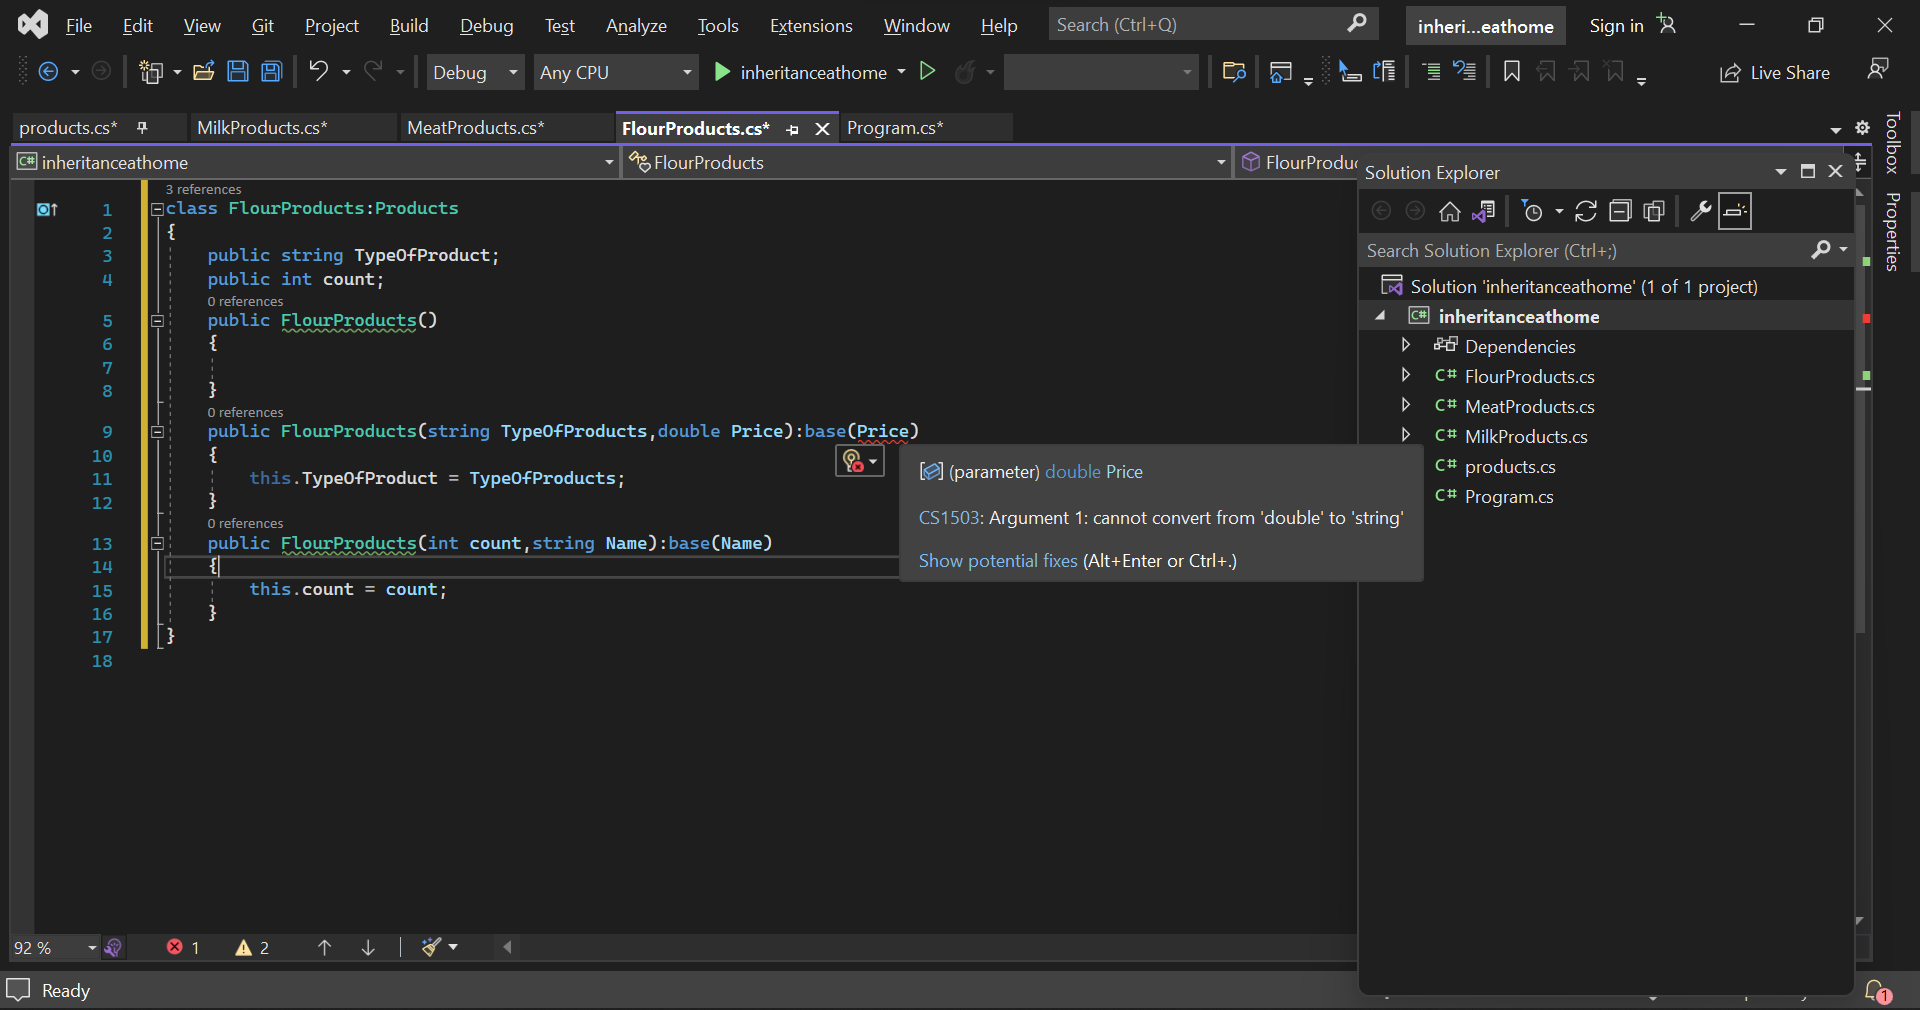 File Edit View Git Project Build Debug Test Analyze Tools Extensions Window Help Search (Ctrl+Q) inheri...eathome Sign in
Debug Any CPU inheritanceathome Live Share
products.cs* MilkProducts.cs* MeatProducts.cs* FlourProducts.cs* Program.cs*
inheritanceathome FlourProducts
3 references
1 class FlourProducts:Products
2 {
3 public string TypeOfProduct;
4 public int count;
0 references
5 public FlourProducts()
6 {
7
8 }
0 references
9 public FlourProducts(string TypeOfProducts,double Price):base(Price)
10 {
11 this.TypeOfProduct = TypeOfProducts;
12 }
0 references
13 public FlourProducts(int count,string Name):base(Name)
14 {
15 this.count = count;
16 }
17 }
18
(parameter) double Price
CS1503: Argument 1: cannot convert from 'double' to 'string'
Show potential fixes (Alt+Enter or Ctrl+.)
Solution Explorer
Search Solution Explorer (Ctrl+;)
Solution 'inheritanceathome' (1 of 1 project)
C# inheritanceathome
Dependencies
C# FlourProducts.cs
C# MeatProducts.cs
C# MilkProducts.cs
C# products.cs
C# Program.cs
Toolbox
Properties
92 % 1 2
Ready
1